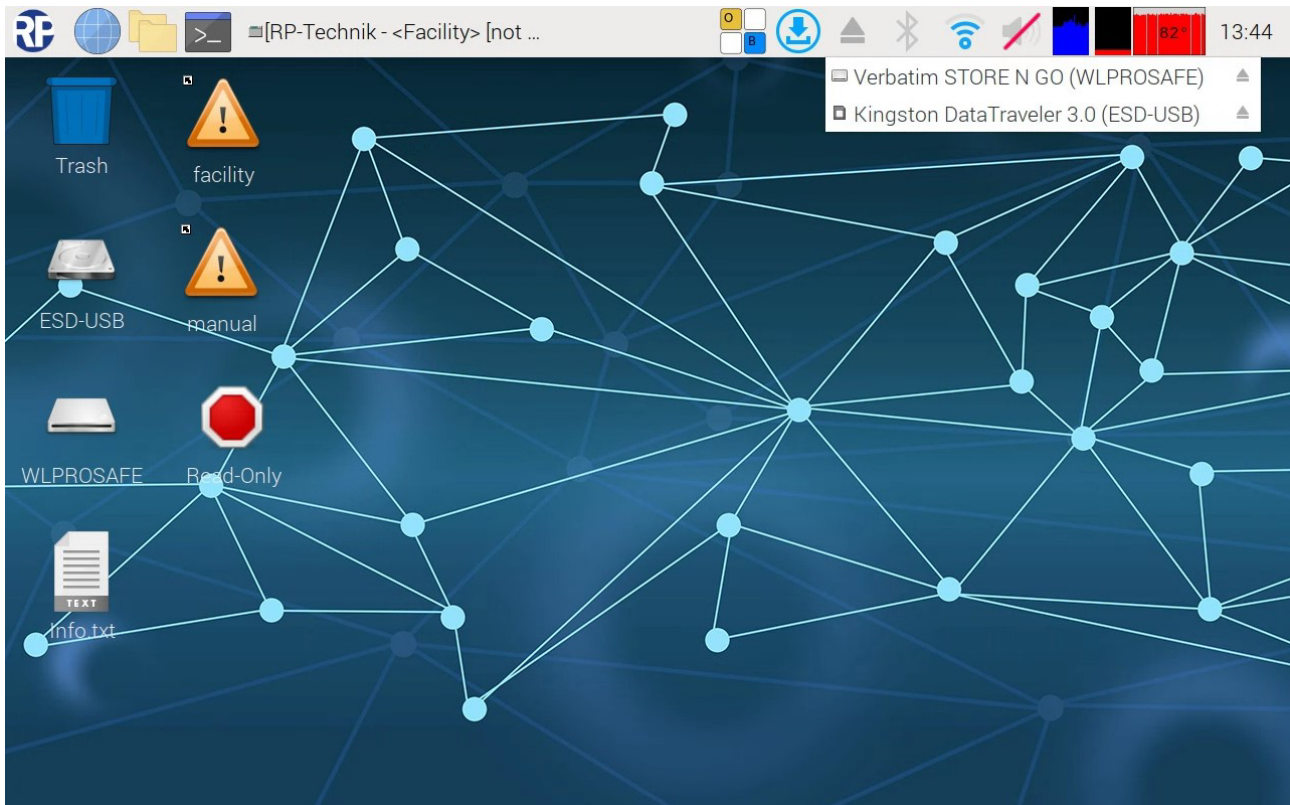 RP
>_
[RP-Technik - <Facility> [not ...
O
B
82°
13:44
Verbatim STORE N GO (WLPROSAFE)
Kingston DataTraveler 3.0 (ESD-USB)
Trash
facility
ESD-USB
manual
WLPROSAFE
Read-Only
TEXT
Info.txt